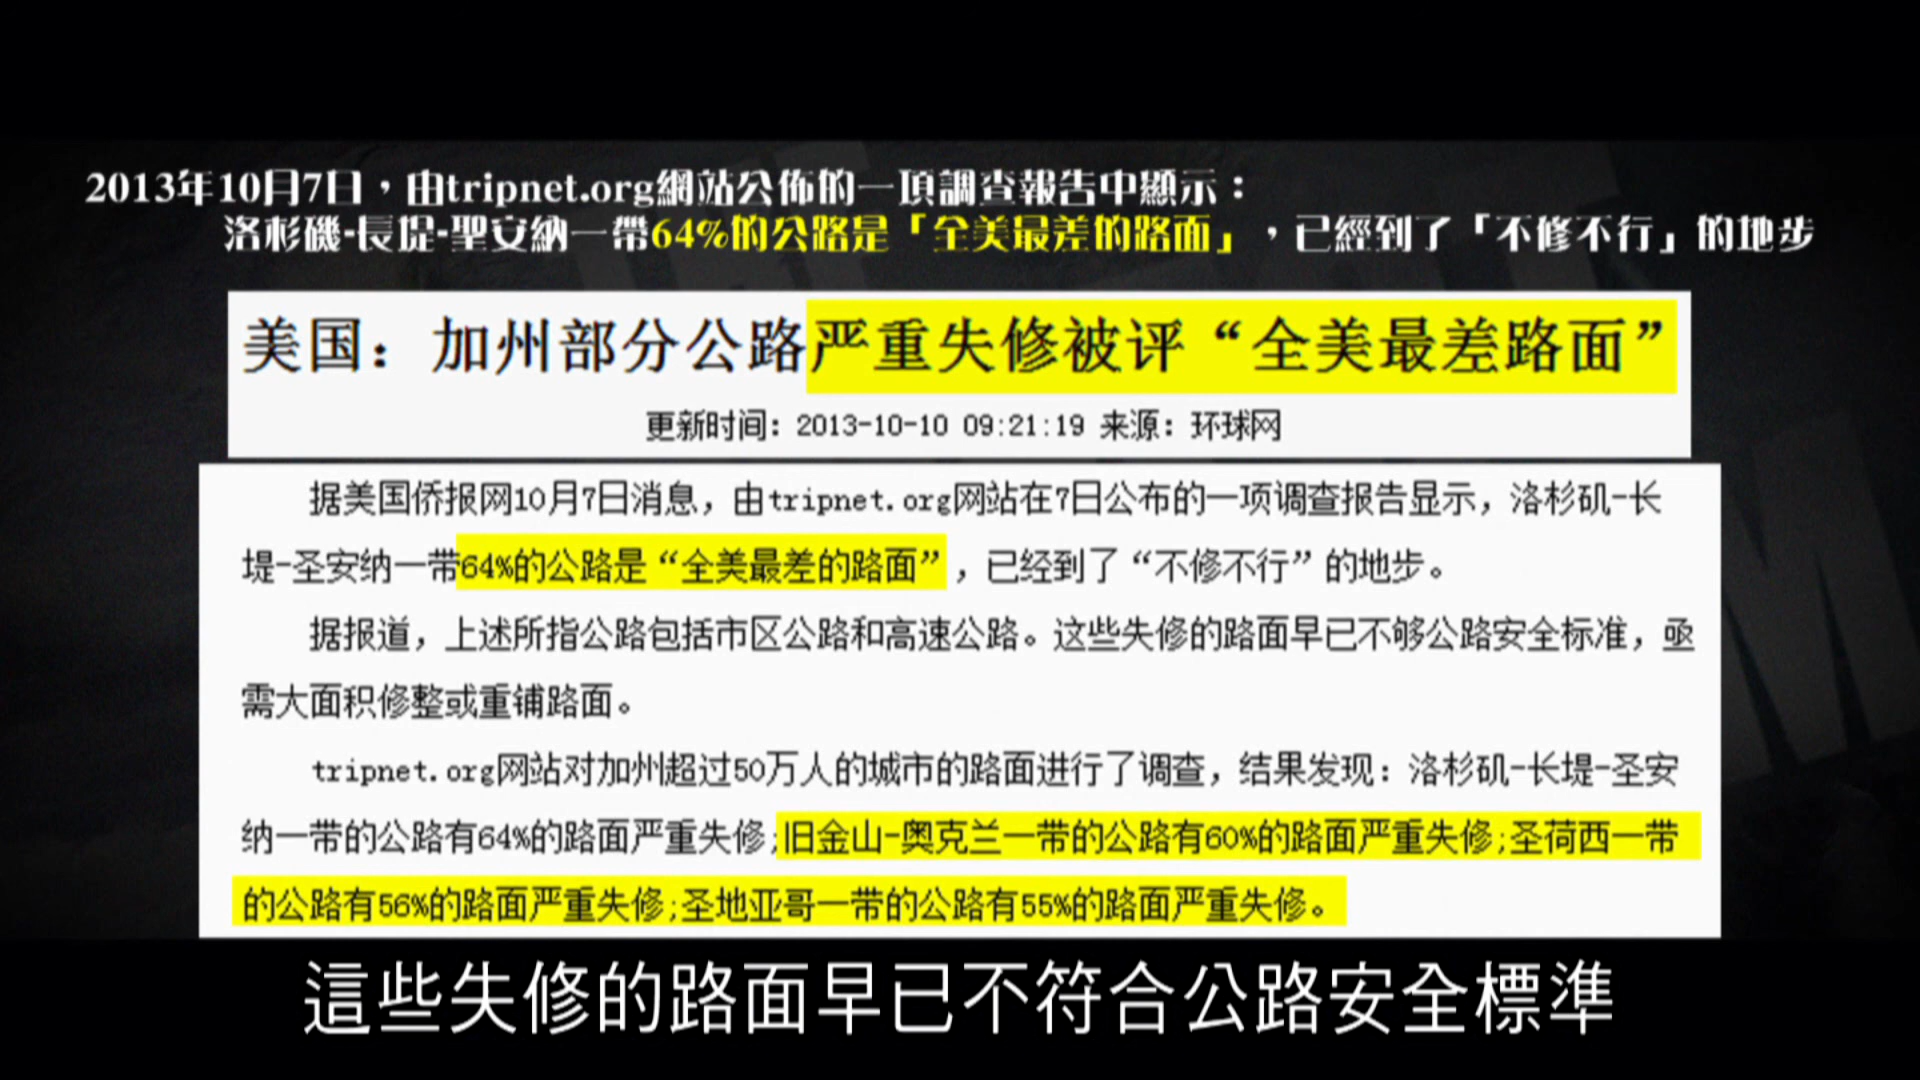 2013年10月7日，由tripnet.org網站公佈的一項調查報告中顯示：
洛杉磯-長堤-聖安納一帶64%的公路是「全美最差的路面」，已經到了「不修不行」的地步
美国：加州部分公路严重失修被评“全美最差路面”
更新时间：2013-10-10 09:21:19 来源：环球网
据美国侨报网10月7日消息，由tripnet.org网站在7日公布的一项调查报告显示，洛杉矶-长
堤-圣安纳一带64%的公路是“全美最差的路面”，已经到了“不修不行”的地步。
据报道，上述所指公路包括市区公路和高速公路。这些失修的路面早已不够公路安全标准，亟
需大面积修整或重铺路面。
tripnet.org网站对加州超过50万人的城市的路面进行了调查，结果发现：洛杉矶-长堤-圣安
纳一带的公路有64%的路面严重失修;旧金山-奥克兰一带的公路有60%的路面严重失修;圣荷西一带
的公路有56%的路面严重失修;圣地亚哥一带的公路有55%的路面严重失修。
這些失修的路面早已不符合公路安全標準